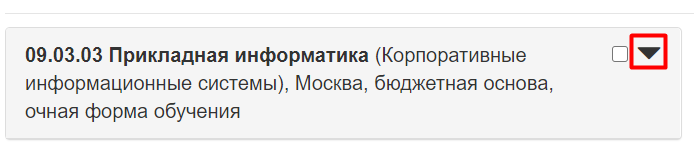 09.03.03 Прикладная информатика (Корпоративные
информационные системы), Москва, бюджетная основа,
очная форма обучения